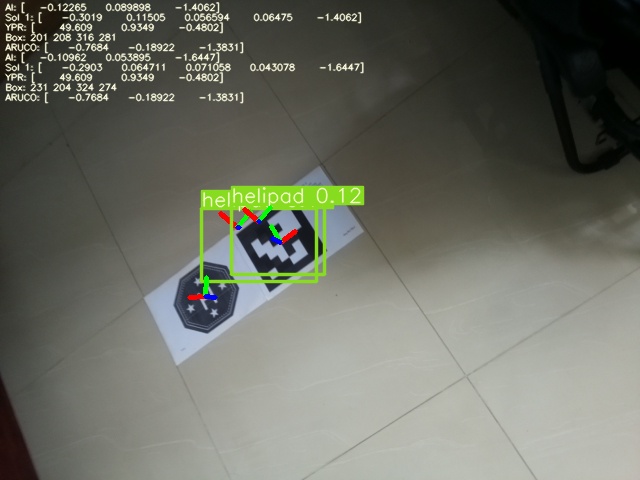 AI: [ -0.12265 0.089898 -1.4062]
Sol 1: [ -0.3019 0.11505 0.056594 0.06475 -1.4062]
YPR: [ 49.609 0.9349 -0.4802]
Box: 201 208 316 281
ARUCO: [ -0.7684 -0.18922 -1.3831]
AI: [ -0.10962 0.053895 -1.6447]
Sol 1: [ -0.2903 0.064711 0.071058 0.043078 -1.6447]
YPR: [ 49.609 0.9349 -0.4802]
Box: 231 204 324 274
ARUCO: [ -0.7684 -0.18922 -1.3831]
hel
helipad 0.12